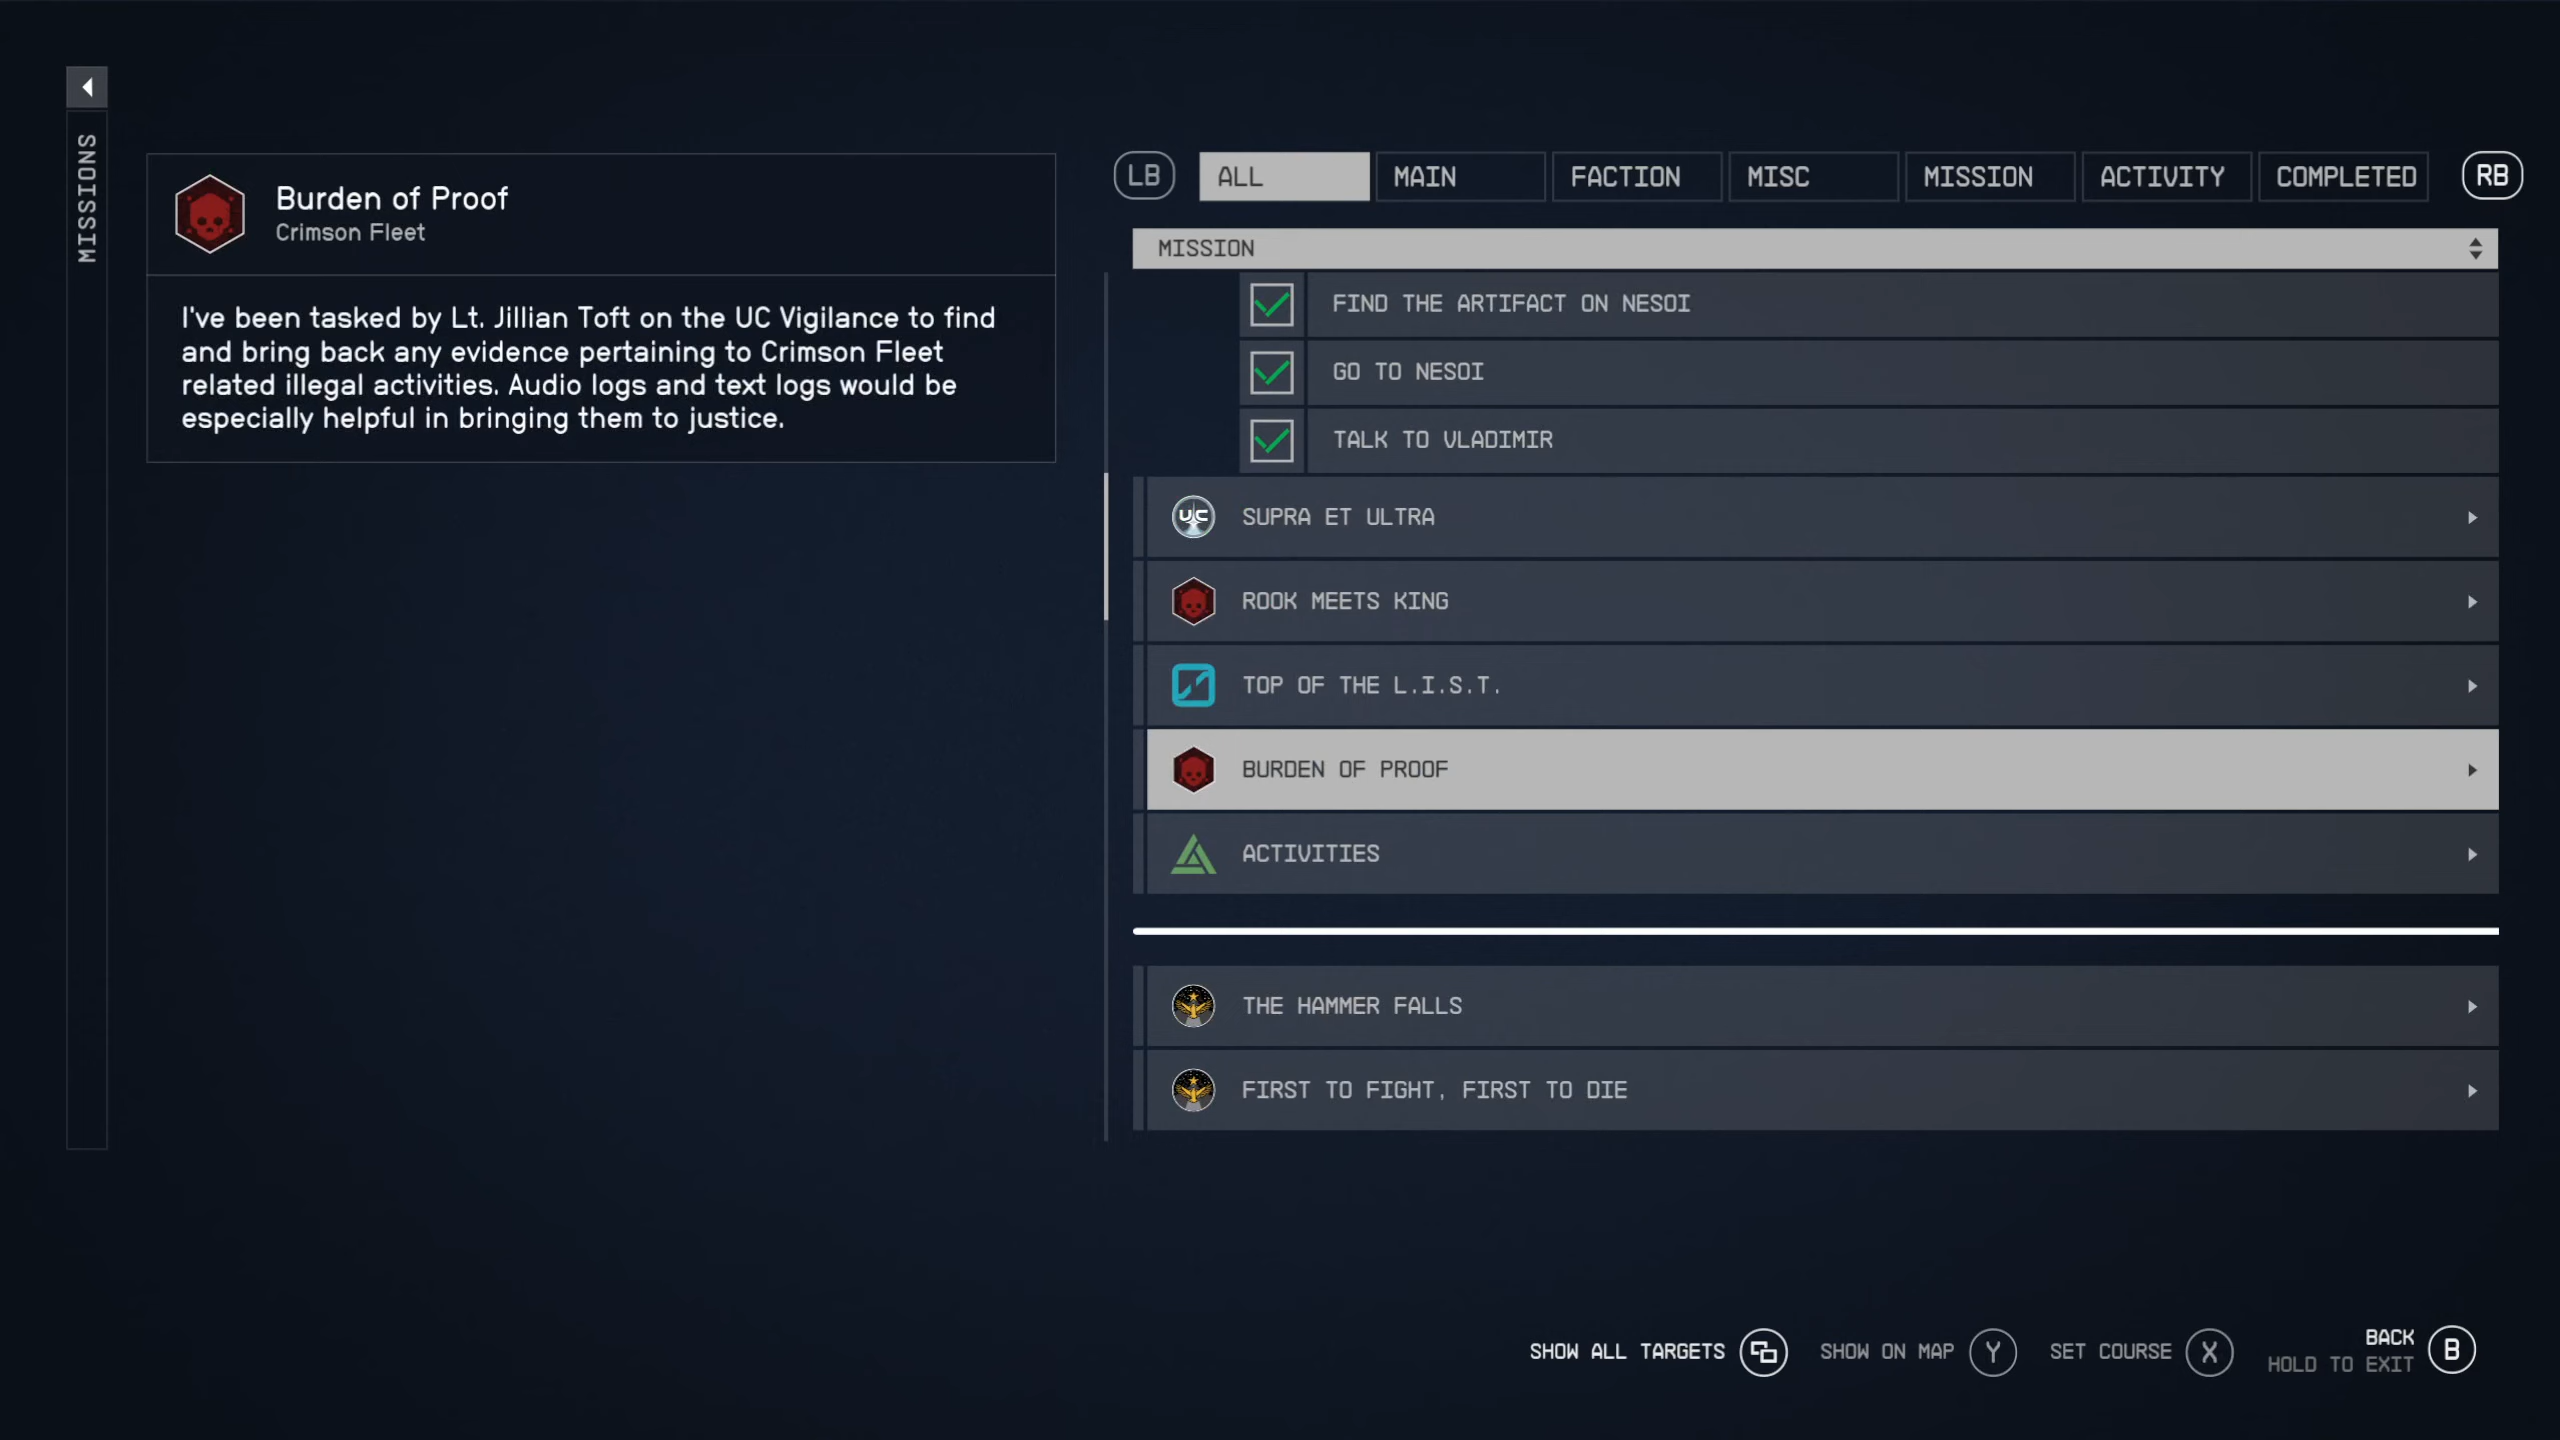 MISSIONS
Burden of Proof
Crimson Fleet
I've been tasked by Lt. Jillian Toft on the UC Vigilance to find
and bring back any evidence pertaining to Crimson Fleet
related illegal activities. Audio logs and text logs would be
especially helpful in bringing them to justice.
LB ALL MAIN FACTION MISC MISSION ACTIVITY COMPLETED RB
MISSION
FIND THE ARTIFACT ON NESOI
GO TO NESOI
TALK TO VLADIMIR
UC SUPRA ET ULTRA
ROOK MEETS KING
TOP OF THE L.I.S.T.
BURDEN OF PROOF
ACTIVITIES
THE HAMMER FALLS
FIRST TO FIGHT, FIRST TO DIE
SHOW ALL TARGETS SHOW ON MAP Y SET COURSE X BACK B
HOLD TO EXIT